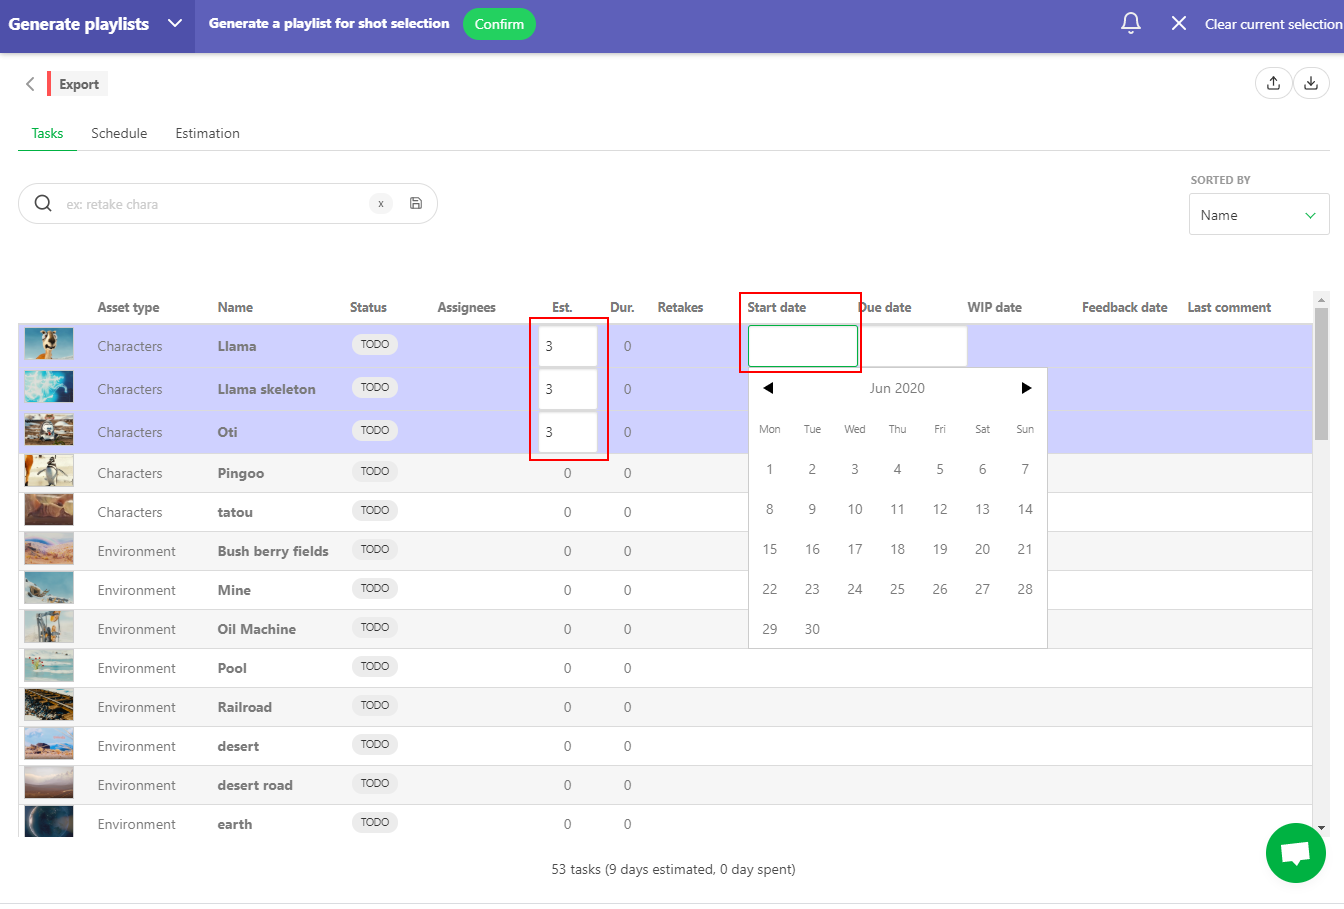 Generate playlists Generate a playlist for shot selection Confirm Clear current selection
Export
Tasks Schedule Estimation
SORTED BY
ex: retake chara x
Name
Asset type Name Status Assignees Est. Dur. Retakes Start date Due date WIP date Feedback date Last comment
Characters Llama TODO 3 0
Characters Llama skeleton TODO 3 0
Jun 2020
Mon Tue Wed Thu Fri Sat Sun
Characters Oti TODO 3 0
Characters Pingoo TODO 0 0
1 2 3 4 5 6 7
Characters tatou TODO 0 0
8 9 10 11 12 13 14
Environment Bush berry fields TODO 0 0
15 16 17 18 19 20 21
Environment Mine TODO 0 0
22 23 24 25 26 27 28
Environment Oil Machine TODO 0 0
29 30
Environment Pool TODO 0 0
Environment Railroad TODO 0 0
Environment desert TODO 0 0
Environment desert road TODO 0 0
Environment earth TODO 0 0
53 tasks (9 days estimated, 0 day spent)